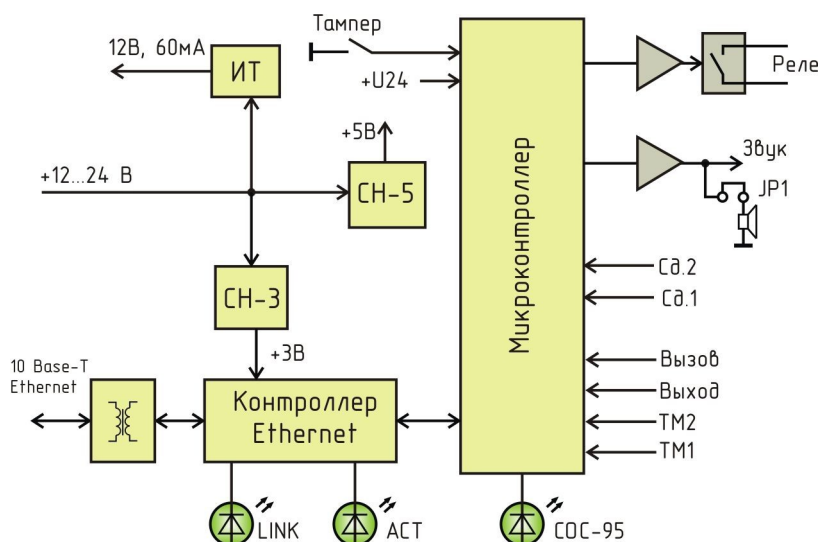 Тампер
12В, 60мА
ИТ
+U24
Реле
+5В
Звук
+12...24 В
СН-5
JP1
Микроконтроллер
Сд.2
СН-3
Сд.1
+3В
Вызов
10 Base-T
Ethernet
Выход
Контроллер
Ethernet
ТМ2
ТМ1
LINK
ACT
СОС-95